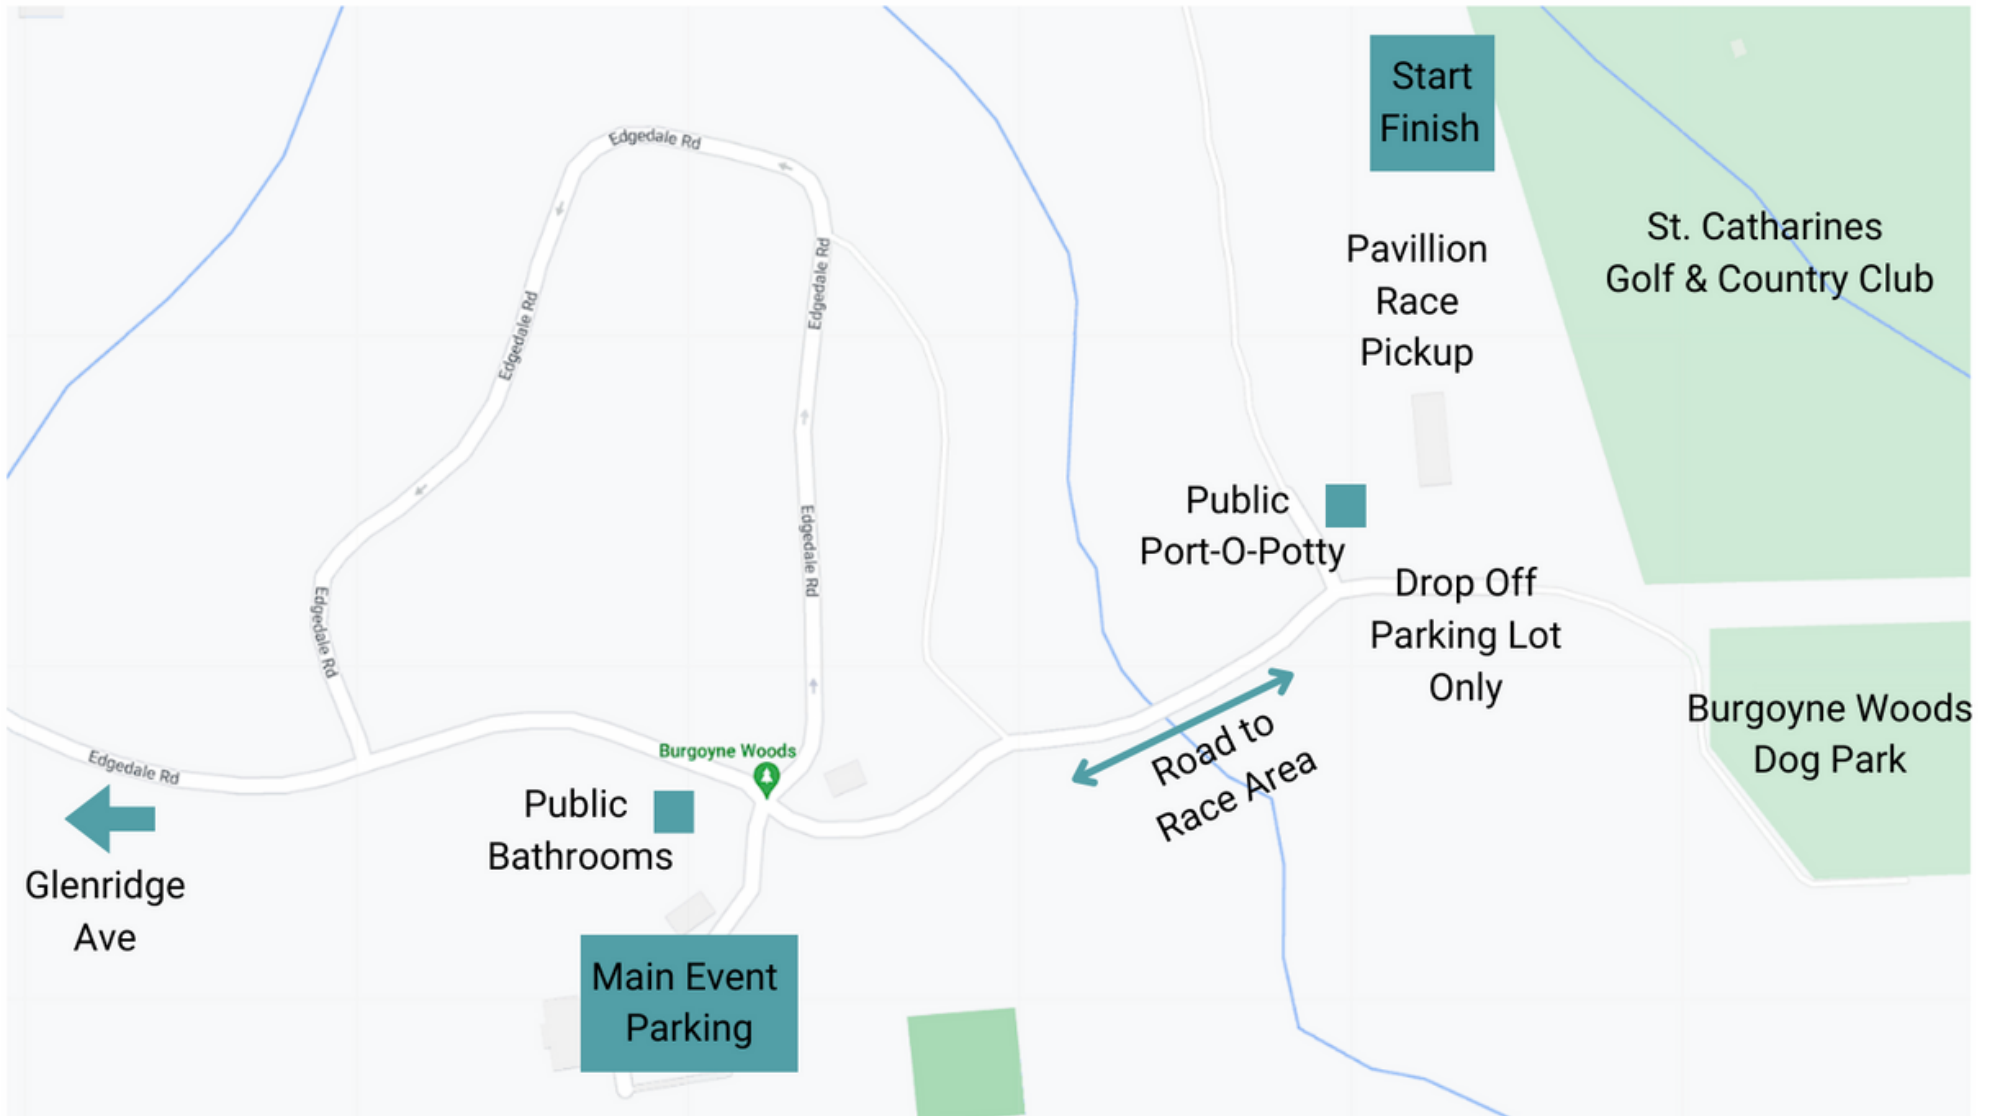 Start
Finish
Edgedale Rd
St. Catharines
Golf & Country Club
Pavillion
Race
Pickup
Edgedale Rd
Edgedale Rd
Public
Port-O-Potty
Edgedale Rd
Edgedale Rd
Drop Off
Parking Lot
Only
Burgoyne Woods
Dog Park
Road to
Race Area
Edgedale Rd
Burgoyne Woods
Public
Bathrooms
Glenridge
Ave
Main Event
Parking